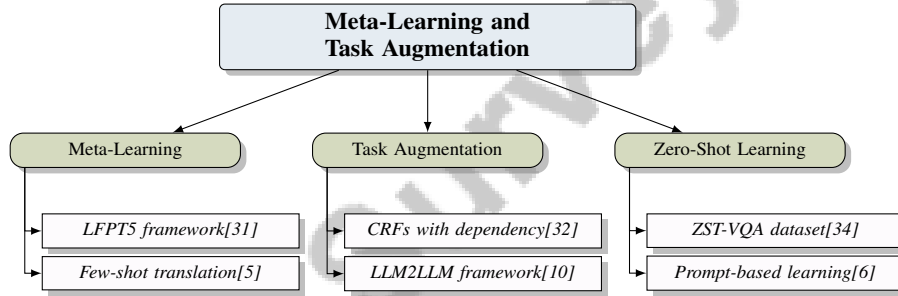 Meta-Learning and
Task Augmentation
Meta-Learning
Task Augmentation
Zero-Shot Learning
LFPT5 framework[31]
CRFs with dependency[32]
ZST-VQA dataset[34]
Few-shot translation[5]
LLM2LLM framework[10]
Prompt-based learning[6]
Survey